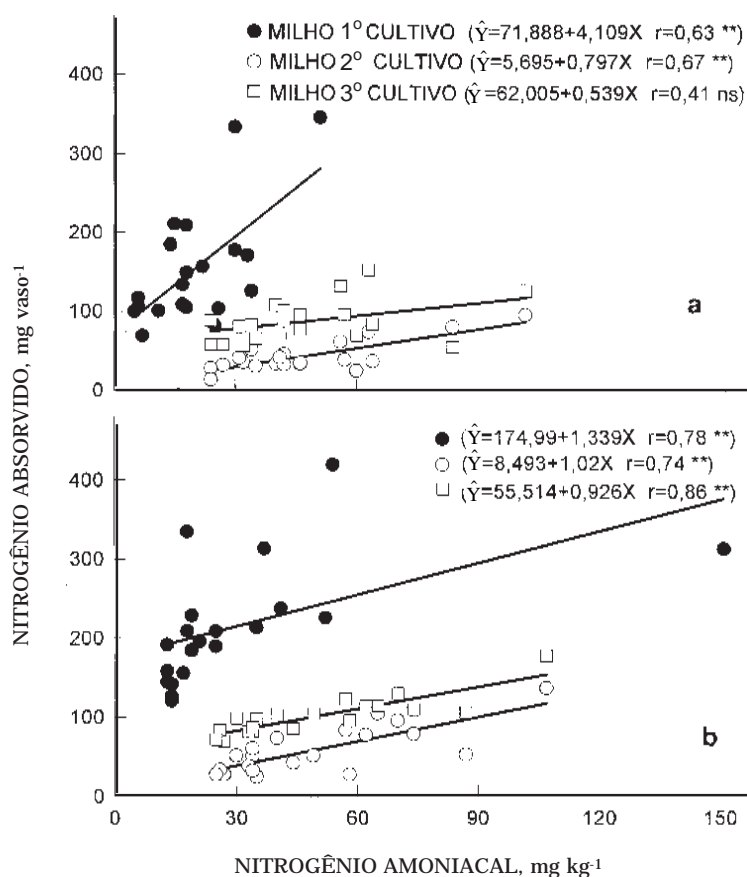 ● MILHO 1º CULTIVO (Ŷ=71,888+4,109X r=0,63 **)
○ MILHO 2º CULTIVO (Ŷ=5,695+0,797X r=0,67 **)
□ MILHO 3º CULTIVO (Ŷ=62,005+0,539X r=0,41 ns)
400
300
200
100
0
a
● (Ŷ=174,99+1,339X r=0,78 **)
○ (Ŷ=8,493+1,02X r=0,74 **)
□ (Ŷ=55,514+0,926X r=0,86 **)
400
300
200
100
0
b
0 30 60 90 120 150
NITROGÊNIO ABSORVIDO, mg vaso⁻¹
NITROGÊNIO AMONIACAL, mg kg⁻¹